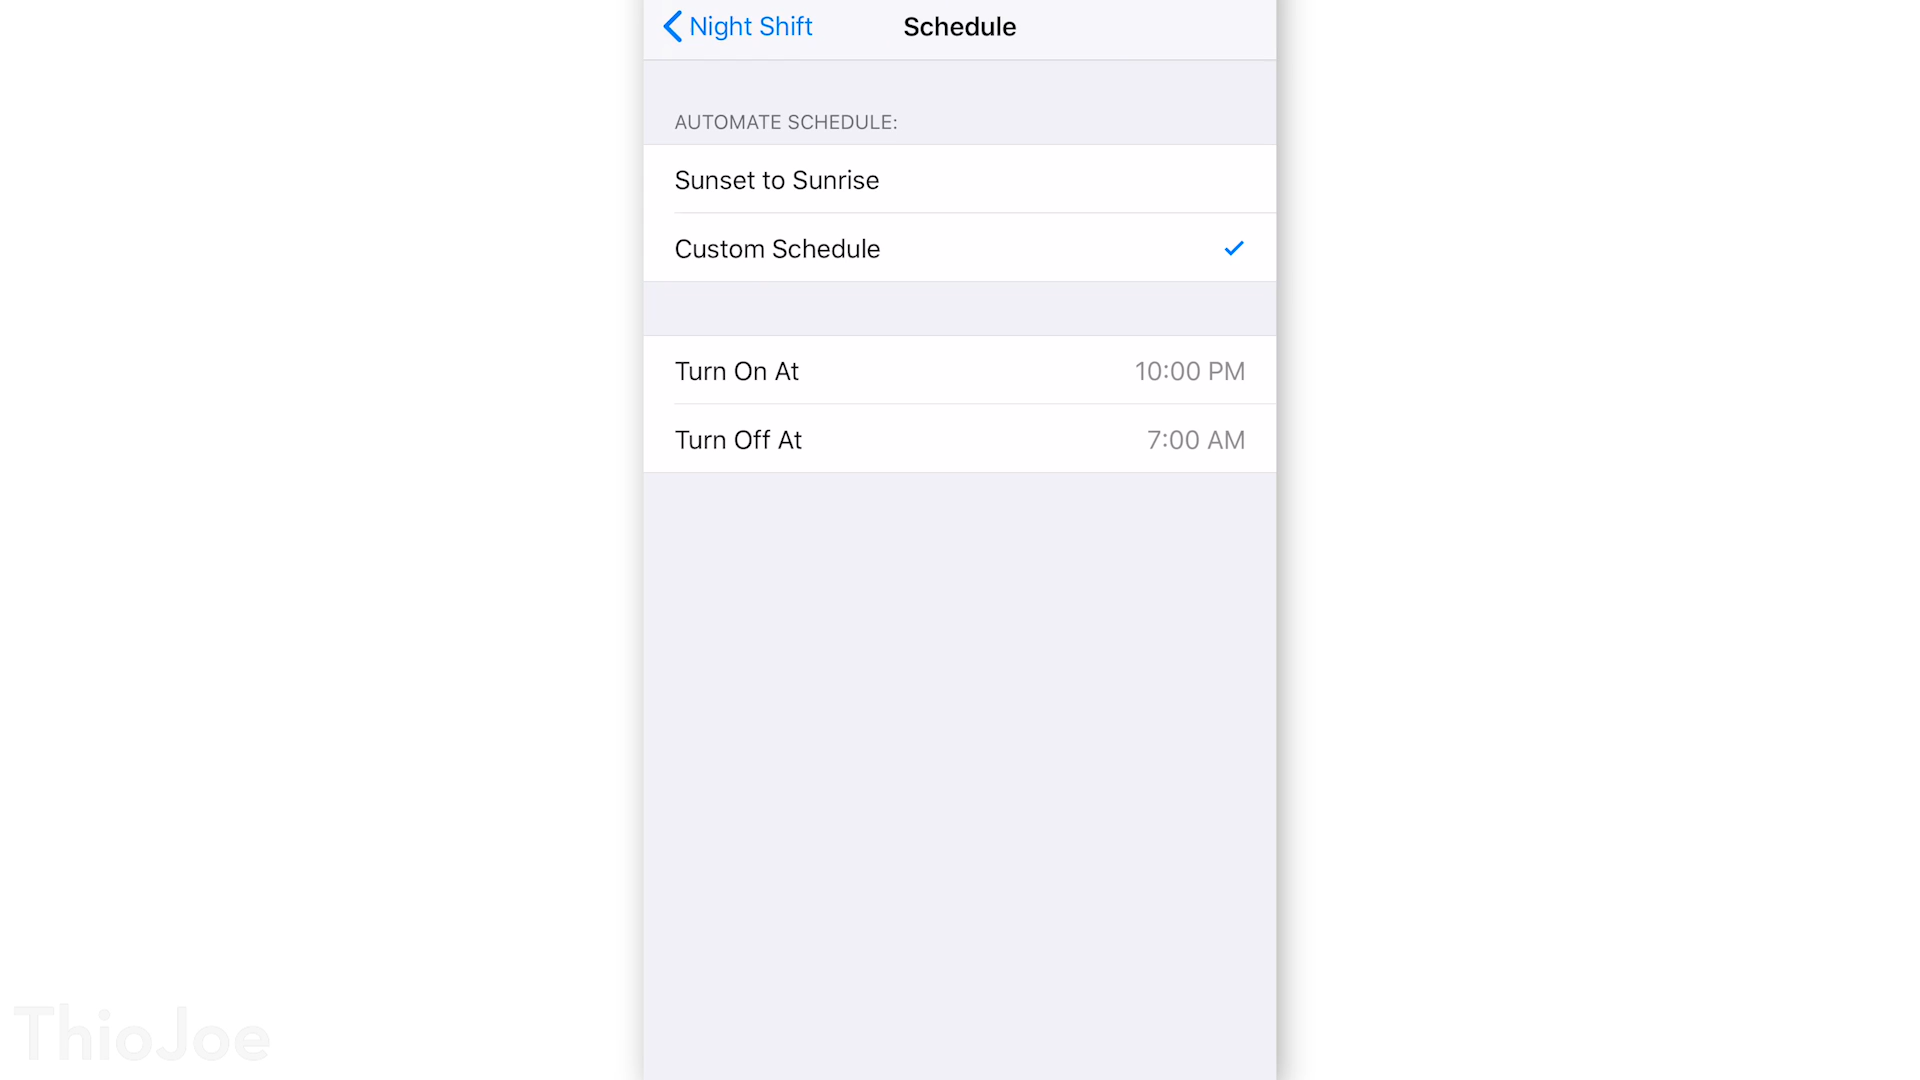 Night Shift
Schedule
AUTOMATE SCHEDULE:
Sunset to Sunrise
Custom Schedule
Turn On At 10:00 PM
Turn Off At 7:00 AM
ThioJoe